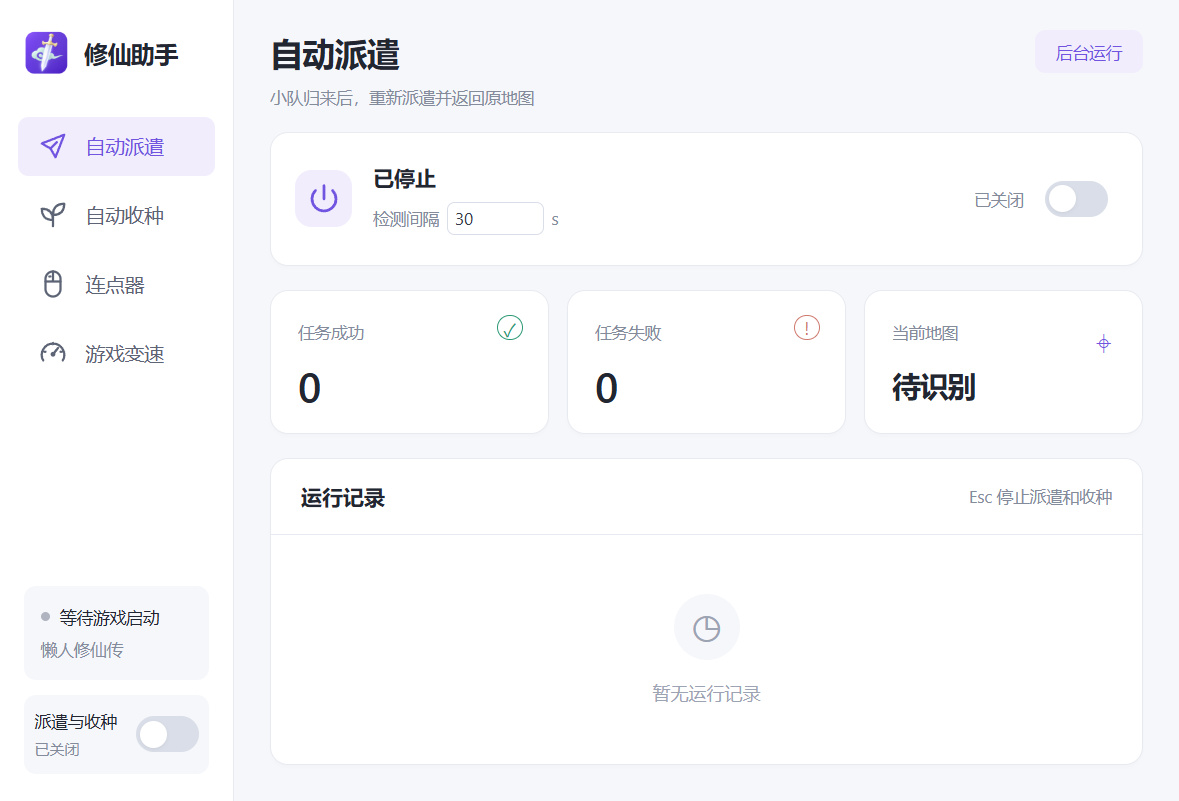 修仙助手
自动派遣
自动收种
连点器
游戏变速
等待游戏启动
懒人修仙传
派遣与收种
已关闭
自动派遣
小队归来后，重新派遣并返回原地图
后台运行
已停止
检测间隔 30 s
已关闭
任务成功
0
任务失败
0
当前地图
待识别
运行记录
Esc 停止派遣和收种
暂无运行记录